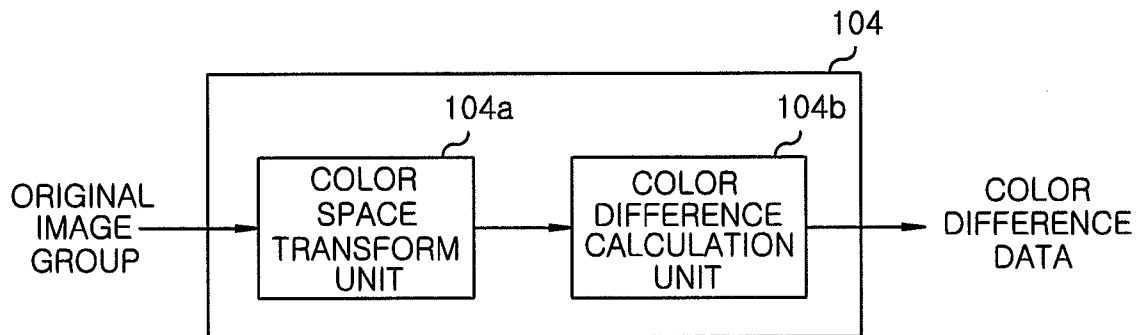 104
104a
104b
ORIGINAL
IMAGE
GROUP
COLOR
SPACE
TRANSFORM
UNIT
COLOR
DIFFERENCE
CALCULATION
UNIT
COLOR
DIFFERENCE
DATA